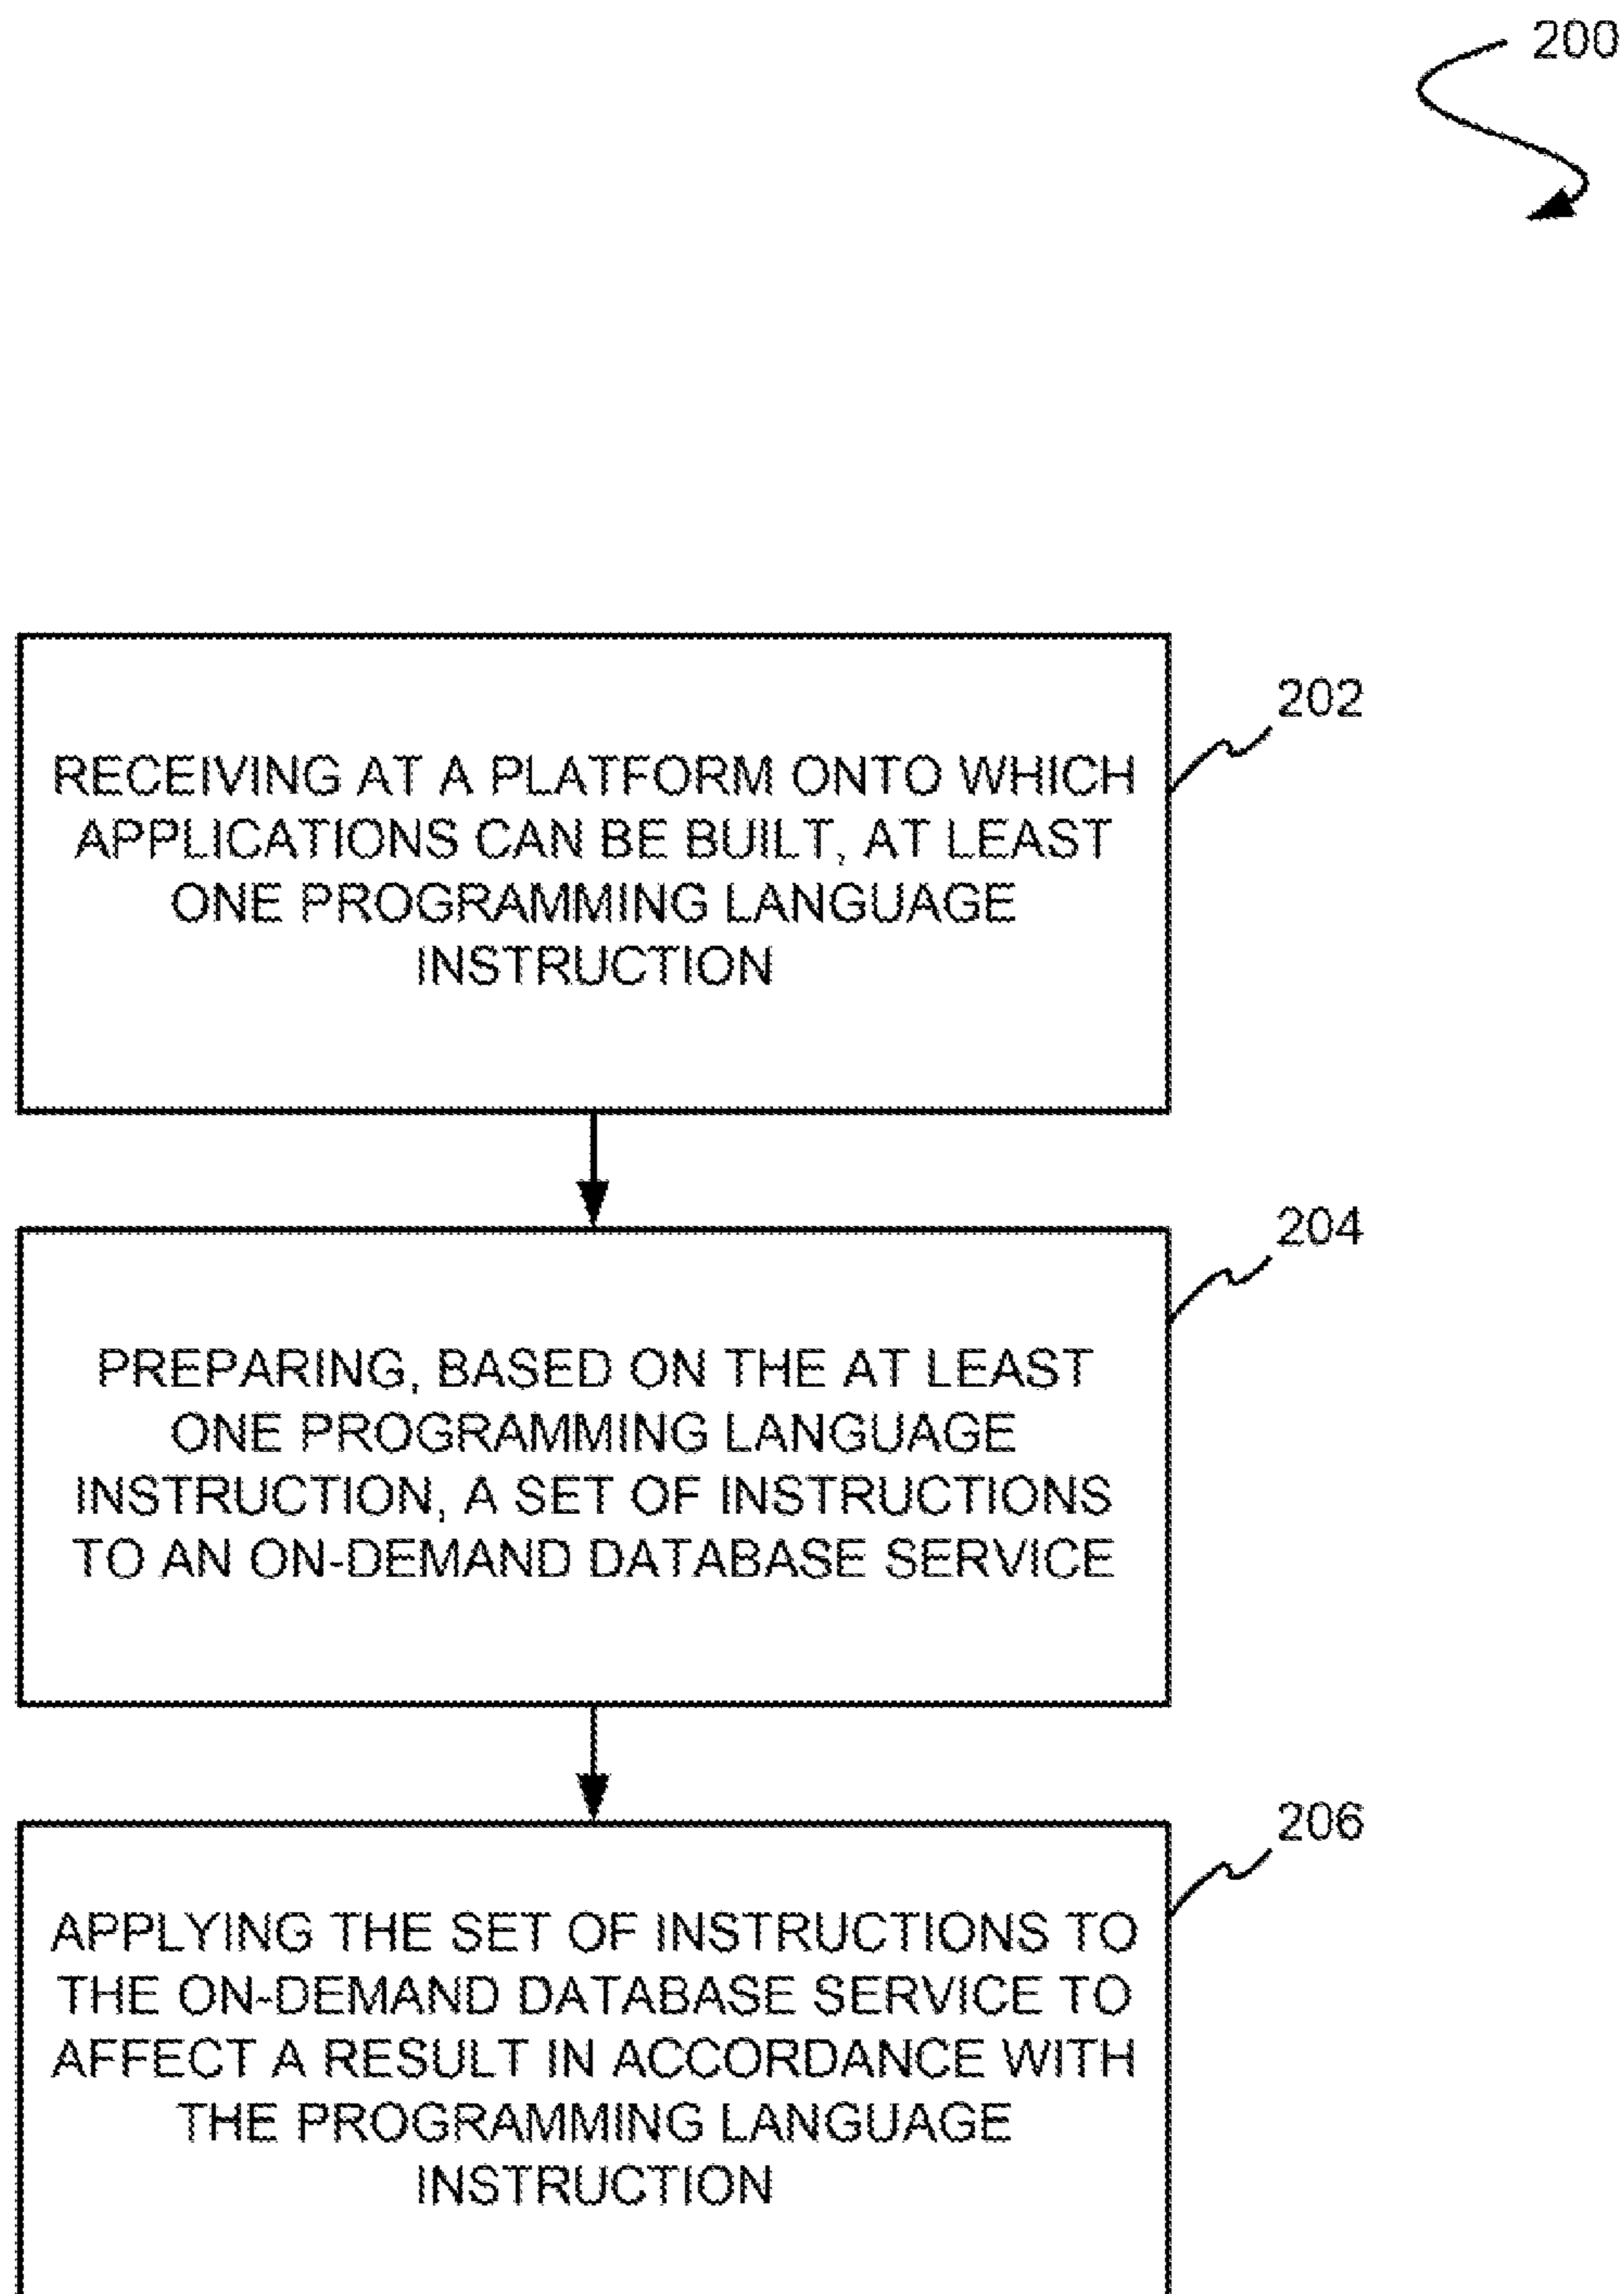 200
202
RECEIVING AT A PLATFORM ONTO WHICH
APPLICATIONS CAN BE BUILT, AT LEAST
ONE PROGRAMMING LANGUAGE
INSTRUCTION
204
PREPARING, BASED ON THE AT LEAST
ONE PROGRAMMING LANGUAGE
INSTRUCTION, A SET OF INSTRUCTIONS
TO AN ON-DEMAND DATABASE SERVICE
206
APPLYING THE SET OF INSTRUCTIONS TO
THE ON-DEMAND DATABASE SERVICE TO
AFFECT A RESULT IN ACCORDANCE WITH
THE PROGRAMMING LANGUAGE
INSTRUCTION